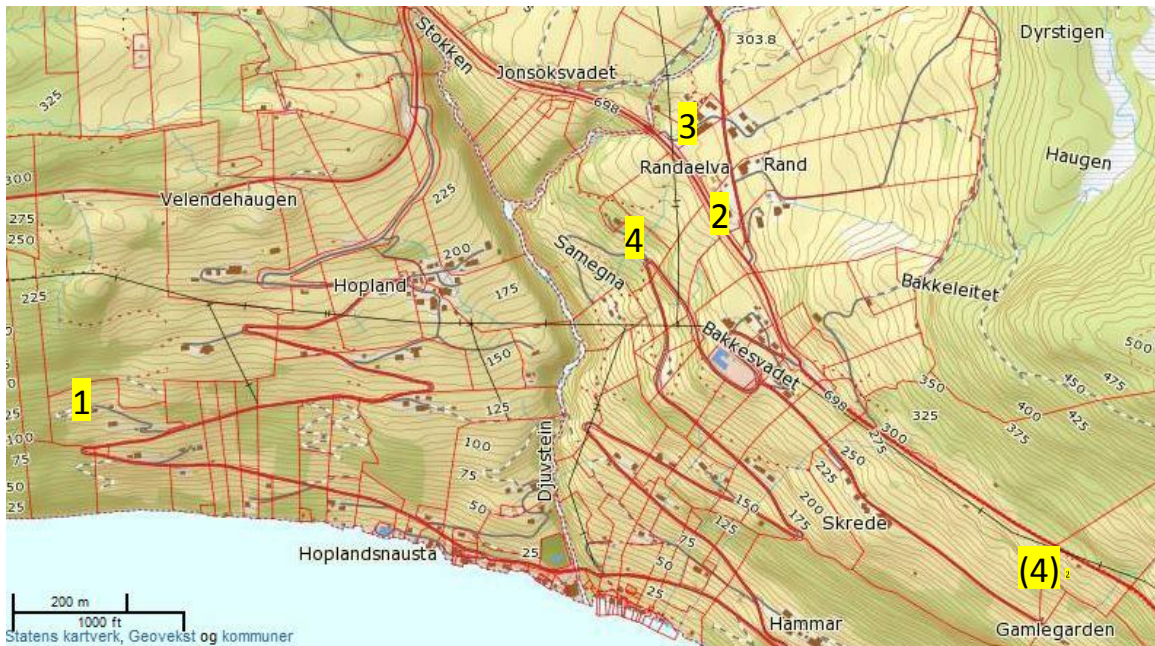 Stokken
Jonsoksvadet
698
303.8
Dyrstigen
325
3
Haugen
Randaelva
Rand
300
Velendehaugen
225
2
275
250
200
4
Samegna
Hopland
175
Bakkeleitet
225
Bakkesvadet
150
500
1
125
350
450
475
698
325
400
425
100
100
275
300
375
75
75
Djuvstein
250
225
50
50
150
200
25
125
175
Skrede
Hoplandsnausta
25
75
50
(4)
2
200 m
25
1000 ft
Hammar
Gamlegarden
Statens kartverk, Geovekst og kommuner